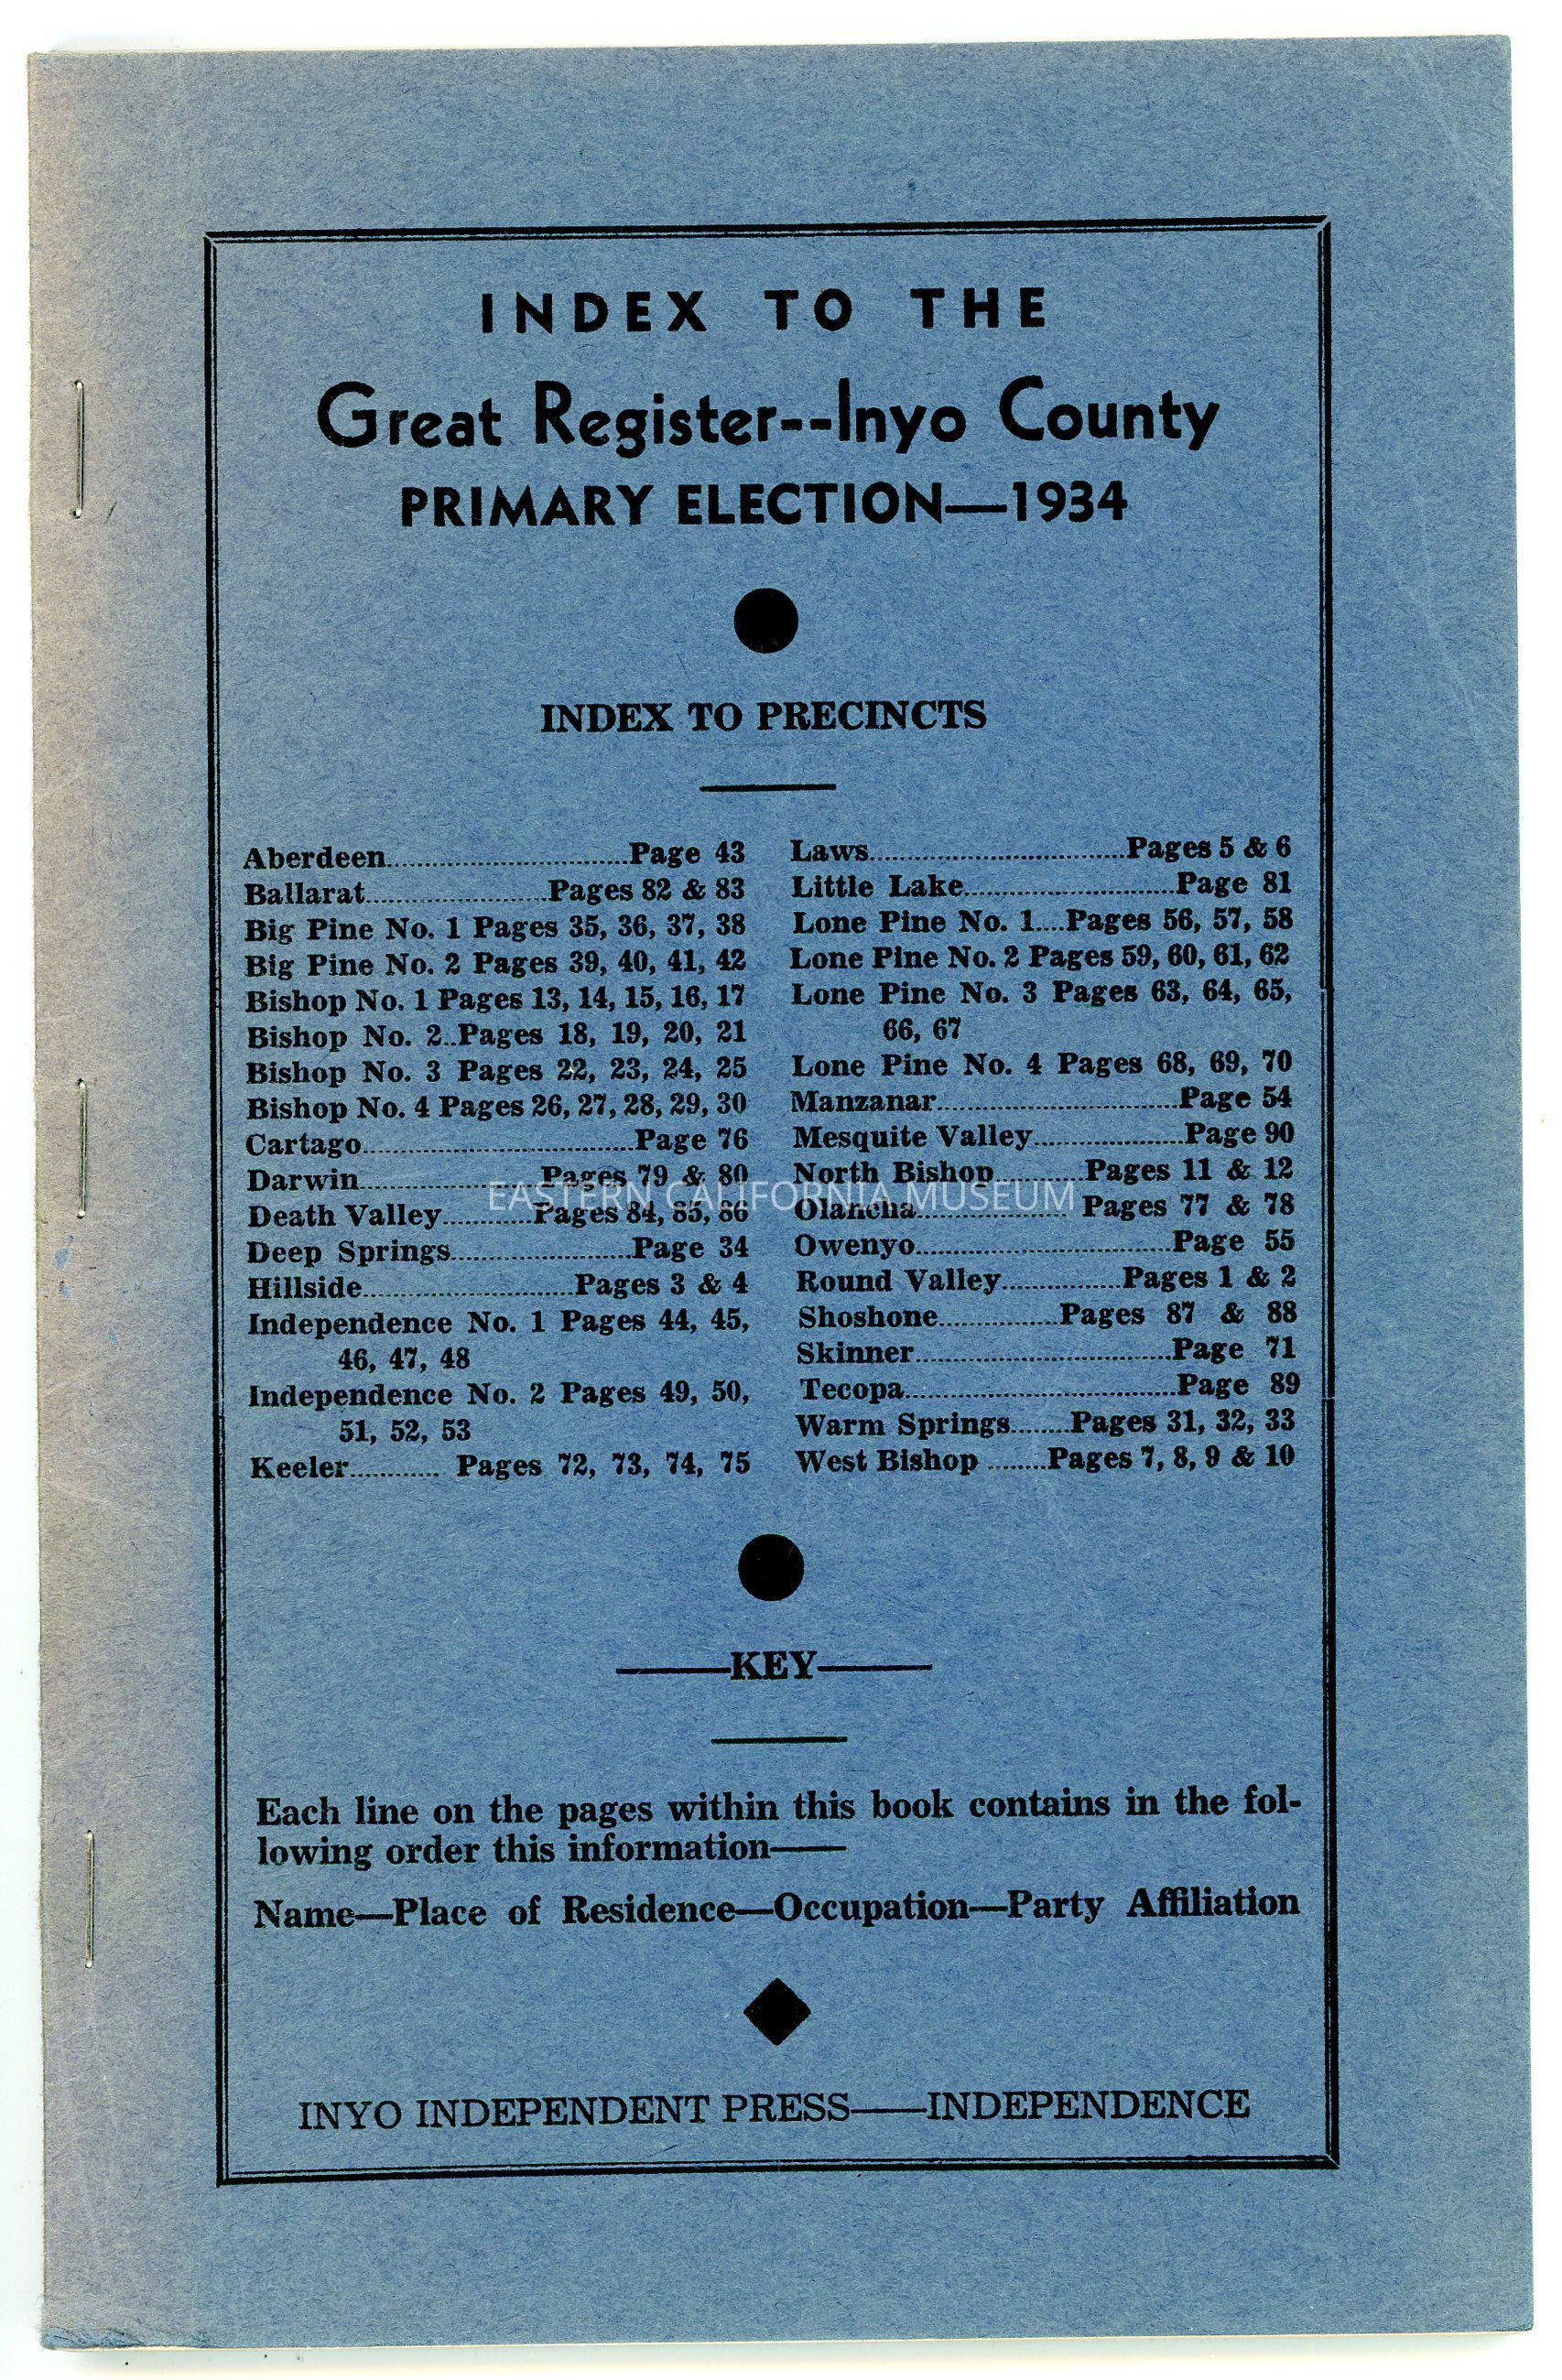 INDEX TO THE
Great Register--Inyo County
PRIMARY ELECTION—1934
INDEX TO PRECINCTS
Aberdeen..............................Page 43
Ballarat.......................Pages 82 & 83
Big Pine No. 1 Pages 35, 36, 37, 38
Big Pine No. 2 Pages 39, 40, 41, 42
Bishop No. 1 Pages 13, 14, 15, 16, 17
Bishop No. 2..Pages 18, 19, 20, 21
Bishop No. 3 Pages 22, 23, 24, 25
Bishop No. 4 Pages 26, 27, 28, 29, 30
Cartago..................................Page 76
Darwin.......................Pages 79 & 80
Death Valley...........Pages 84, 85, 86
Deep Springs.......................Page 34
Hillside..........................Pages 3 & 4
Independence No. 1 Pages 44, 45,
46, 47, 48
Independence No. 2 Pages 49, 50,
51, 52, 53
Keeler........... Pages 72, 73, 74, 75
Laws................................Pages 5 & 6
Little Lake..........................Page 81
Lone Pine No. 1....Pages 56, 57, 58
Lone Pine No. 2 Pages 59, 60, 61, 62
Lone Pine No. 3 Pages 63, 64, 65,
66, 67
Lone Pine No. 4 Pages 68, 69, 70
Manzanar..............................Page 54
Mesquite Valley...................Page 90
North Bishop...........Pages 11 & 12
Olancha................... Pages 77 & 78
Owenyo................................Page 55
Round Valley...............Pages 1 & 2
Shoshone...............Pages 87 & 88
Skinner................................Page 71
Tecopa..................................Page 89
Warm Springs.......Pages 31, 32, 33
West Bishop .......Pages 7, 8, 9 & 10
EASTERN CALIFORNIA MUSEUM
——KEY——
Each line on the pages within this book contains in the fol-
lowing order this information——
Name—Place of Residence—Occupation—Party Affiliation
INYO INDEPENDENT PRESS——INDEPENDENCE